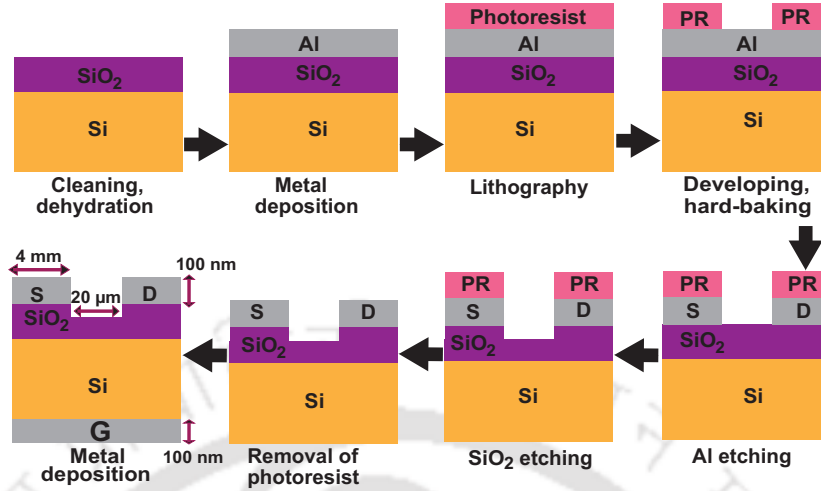 SiO2
Si
Cleaning,
dehydration
Al
SiO2
Si
Metal
deposition
Photoresist
Al
SiO2
Si
Lithography
PR PR
Al
SiO2
Si
Developing,
hard-baking
PR PR
S D
SiO2
Si
Al etching
PR PR
S D
SiO2
Si
SiO2 etching
S D
SiO2
Si
Removal of
photoresist
4 mm
100 nm
S 20 µm D
SiO2
Si
G
100 nm
Metal
deposition